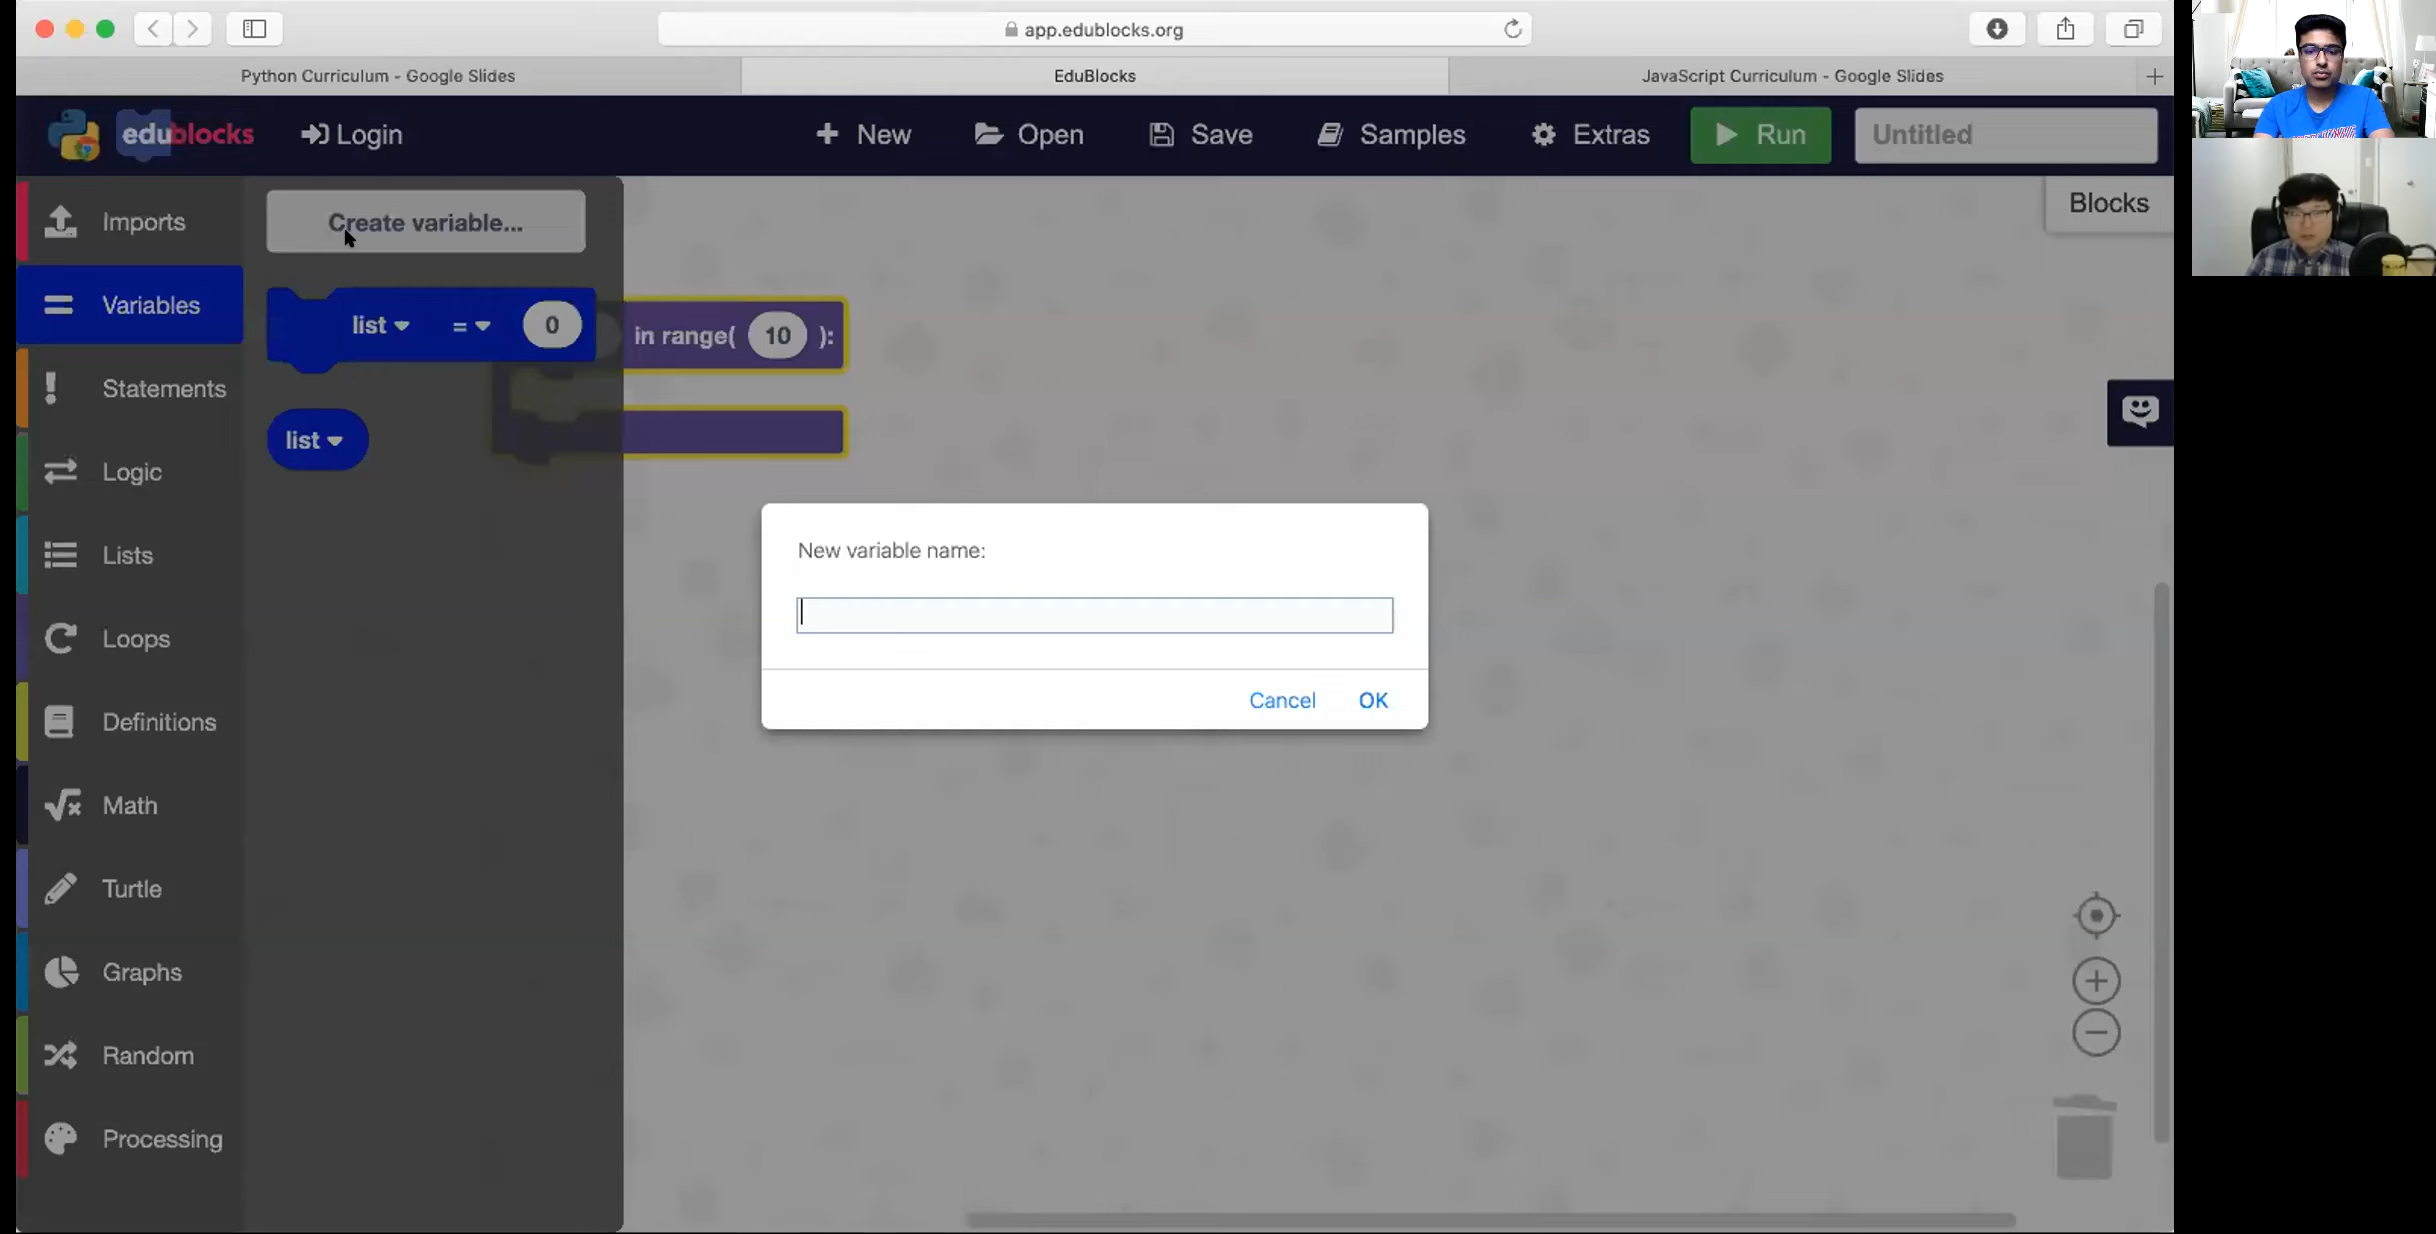 app.edublocks.org
Python Curriculum - Google Slides
EduBlocks
JavaScript Curriculum - Google Slides
edublocks
Login
New
Open
Save
Samples
Extras
Run
Untitled
Imports
Create variable...
Blocks
Variables
list = 0
in range( 10 ):
Statements
list
Logic
Lists
New variable name:
Loops
Cancel
OK
Definitions
Math
Turtle
Graphs
Random
Processing